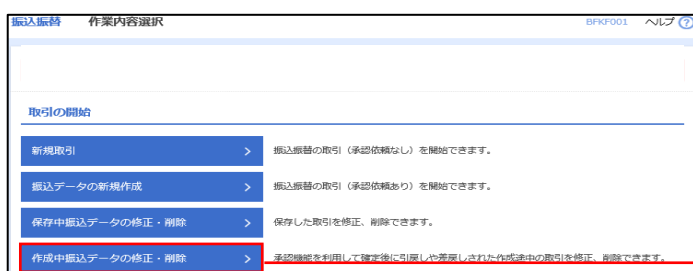 振込振替 作業内容選択 BFKF001 ヘルプ ?
取引の開始
新規取引 > 振込振替の取引（承認依頼なし）を開始できます。
振込データの新規作成 > 振込振替の取引（承認依頼あり）を開始できます。
保存中振込データの修正・削除 > 保存した取引を修正、削除できます。
作成中振込データの修正・削除 > 承認機能を利用して確定後に引戻しや差戻しされた作成途中の取引を修正、削除できます。